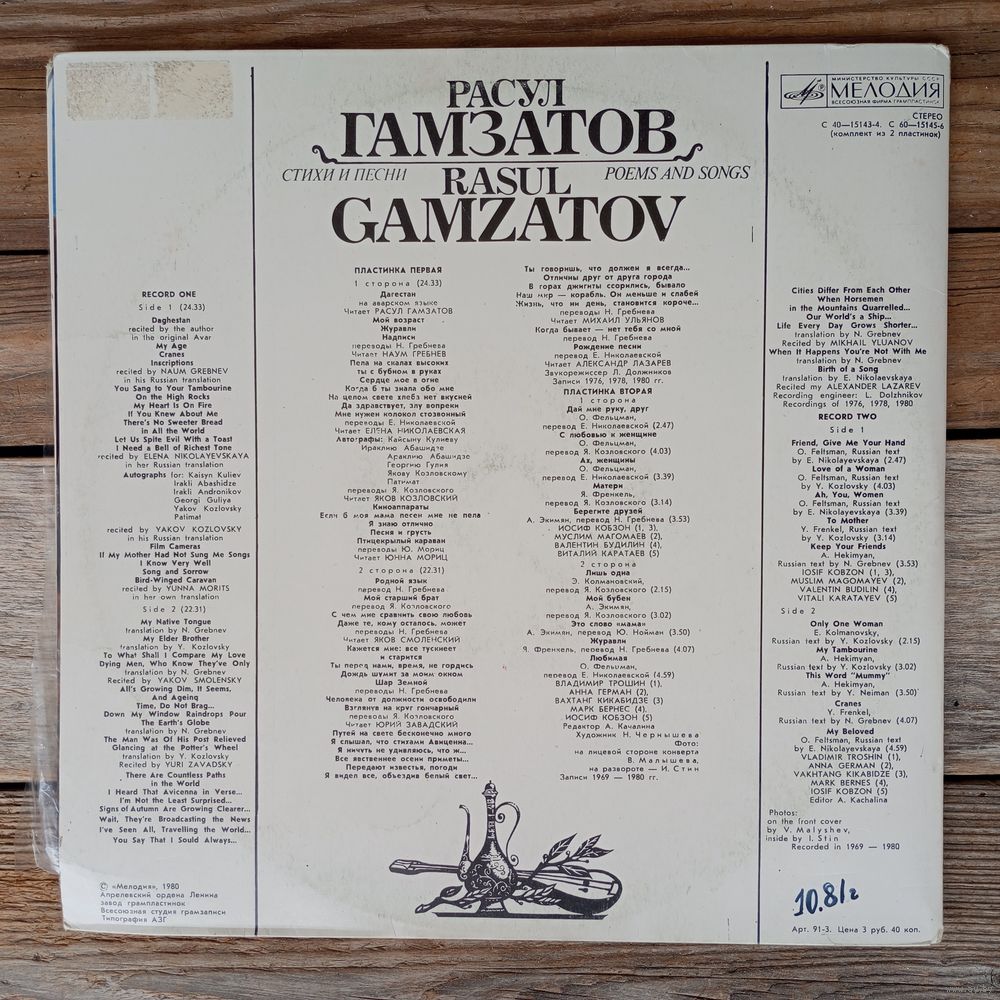 РАСУЛ
ГАМЗАТОВ
СТИХИ И ПЕСНИ
POEMS AND SONGS
RASUL
GAMZATOV
МИНИСТЕРСТВО КУЛЬТУРЫ СССР
МЕЛОДИЯ
ВСЕСОЮЗНАЯ ФИРМА ГРАМПЛАСТИНОК
СТЕРЕО
С 40—15143-4. С 60—15145-6
(комплект из 2 пластинок)
RECORD ONE
Side 1 (24.33)
Daghestan
recited by the author
in the original Avar
My Age
Cranes
Inscriptions
recited by NAUM GREBNEV
in his Russian translation
You Sang to Your Tambourine
On the High Rocks
My Heart Is On Fire
If You Knew About Me
There's No Sweeter Bread
in All the World
Let Us Spite Evil With a Toast
I Need a Bell of Richest Tone
recited by ELENA NIKOLAYEVSKAYA
in her Russian translation
Autographs for: Kaisyn Kuliev
Irakli Abashidze
Irakli Andronikov
Georgi Guliya
Yakov Kozlovsky
Patimat
recited by YAKOV KOZLOVSKY
in his Russian translation
Film Cameras
If My Mother Had Not Sung Me Songs
I Know Very Well
Song and Sorrow
Bird-Winged Caravan
recited by YUNNA MORITS
in her own translation
Side 2 (22.31)
My Native Tongue
translation by N. Grebnev
My Elder Brother
translation by Y. Kozlovsky
To What Shall I Compare My Love
Dying Men, Who Know They've Only
translation by N. Grebnev
Recited by YAKOV SMOLENSKY
All's Growing Dim, It Seems,
And Ageing
Time, Do Not Brag...
Down My Window Raindrops Pour
The Earth's Globe
translation by N. Grebnev
The Man Was Of His Post Relieved
Glancing at the Potter's Wheel
translation by Y. Kozlovsky
Recited by YURI ZAVADSKY
There Are Countless Paths
in the World
I Heard That Avicenna in Verse...
I'm Not the Least Surprised...
Signs of Autumn Are Growing Clearer...
Wait, They're Broadcasting the News
I've Seen All, Travelling the World...
You Say That I Sould Always...
© «Мелодия», 1980
Апрелевский ордена Ленина
завод грампластинок
Всесоюзная студия грамзаписи
Типография АЗГ
ПЛАСТИНКА ПЕРВАЯ
1 сторона (24.33)
Дагестан
на аварском языке
Читает РАСУЛ ГАМЗАТОВ
Мой возраст
Журавли
Надписи
переводы Н. Гребнева
Читает НАУМ ГРЕБНЕВ
Пела на скалах высоких
ты с бубном в руках
Сердце мое в огне
Когда б ты знала обо мне
На целом свете хлеба нет вкусней
Да здравствует, злу вопреки
Мне нужен колокол стозвонный
переводы Е. Николаевской
Читает ЕЛЕНА НИКОЛАЕВСКАЯ
Автографы: Кайсыну Кулиеву
Ираклию Абашидзе
Ираклию Абашидзе
Георгию Гулия
Якову Козловскому
Патимат
переводы Я. Козловского
Читает ЯКОВ КОЗЛОВСКИЙ
Киноаппараты
Если б моя мама песен мне не пела
Я знаю отлично
Песня и грусть
Птицекрылый караван
переводы Ю. Мориц
Читает ЮННА МОРИЦ
2 сторона (22.31)
Родной язык
перевод Н. Гребнева
Мой старший брат
перевод Я. Козловского
С чем мне сравнить свою любовь
Даже те, кому осталось, может
переводы Н. Гребнева
Читает ЯКОВ СМОЛЕНСКИЙ
Кажется мне: все тускнеет
и старится
Ты перед нами, время, не гордись
Дождь шумит за моим окном
Шар Земной
переводы Н. Гребнева
Человека от должности освободили
Взглянув на круг гончарный
переводы Я. Козловского
Читает ЮРИЙ ЗАВАДСКИЙ
Путей на свете бесконечно много
Я слышал, что стихами Авиценна...
Я ничуть не удивляюсь, что ж...
Все явственнее осени приметы...
Передают известья, погоди
Я видел все, объездив белый свет...
Ты говоришь, что должен я всегда...
Отличны друг от друга города
В горах джигиты ссорились, бывало
Наш мир — корабль. Он меньше и слабей
Жизнь, что ни день, становится короче...
переводы Н. Гребнева
Читает МИХАИЛ УЛЬЯНОВ
Когда бывает — нет тебя со мной
перевод Н. Гребнева
Рождение песни
перевод Е. Николаевской
Читает АЛЕКСАНДР ЛАЗАРЕВ
Звукорежиссер Л. Должников
Записи 1976, 1978, 1980 гг.
ПЛАСТИНКА ВТОРАЯ
1 сторона
Дай мне руку, друг
О. Фельцман,
перевод Е. Николаевской (2.47)
С любовью к женщине
О. Фельцман,
перевод Я. Козловского (4.03)
Ах, женщины
О. Фельцман,
перевод Е. Николаевской (3.39)
Матери
Я. Френкель,
перевод Я. Козловского (3.14)
Берегите друзей
А. Экимян, перевод Н. Гребнева (3.53)
ИОСИФ КОБЗОН (1, 3),
МУСЛИМ МАГОМАЕВ (2),
ВАЛЕНТИН БУДИЛИН (4),
ВИТАЛИЙ КАРАТАЕВ (5)
2 сторона
Лишь одна
Э. Колмановский,
перевод Я. Козловского (2.15)
Мой бубен
А. Экимян,
перевод Я. Козловского (3.02)
Это слово «мама»
А. Экимян, перевод Ю. Нойман (3.50)
Журавли
Я. Френкель, перевод Н. Гребнева (4.07)
Любимая
О. Фельцман,
перевод Е. Николаевской (4.59)
ВЛАДИМИР ТРОШИН (1),
АННА ГЕРМАН (2),
ВАХТАНГ КИКАБИДЗЕ (3)
МАРК БЕРНЕС (4),
ИОСИФ КОБЗОН (5)
Редактор А. Качалина
Художник Н. Чернышева
Фото:
на лицевой стороне конверта
В. Малышева,
на развороте — И. Стин
Записи 1969 — 1980 гг.
Cities Differ From Each Other
When Horsemen
in the Mountains Quarrelled...
Our World's a Ship...
Life Every Day Grows Shorter...
translation by N. Grebnev
Recited by MIKHAIL YLUANOV
When It Happens You're Not With Me
translation by N. Grebnev
Birth of a Song
translation by E. Nikolaevskaya
Recited my ALEXANDER LAZAREV
Recording engineer: L. Dolzhnikov
Recordings of 1976, 1978, 1980
RECORD TWO
Side 1
Friend, Give Me Your Hand
O. Feltsman, Russian text
by E. Nikolayevskaya (2.47)
Love of a Woman
O. Feltsman, Russian text
by Y. Kozlovsky (4.03)
Ah, You, Women
O. Feltsman, Russian text
by E. Nikolayevskaya (3.39)
To Mother
Y. Frenkel, Russian text
by Y. Kozlovsky (3.14)
Keep Your Friends
A. Hekimyan,
Russian text by N. Grebnev (3.53)
IOSIF KOBZON (1, 3),
MUSLIM MAGOMAYEV (2),
VALENTIN BUDILIN (4),
VITALI KARATAYEV (5)
Side 2
Only One Woman
E. Kolmanovsky,
Russian text by Y. Kozlovsky (2.15)
My Tambourine
A. Hekimyan,
Russian text by Y. Kozlovsky (3.02)
This Word "Mummy"
A. Hekimyan,
Russian text by Y. Neiman (3.50)
Cranes
Y. Frenkel,
Russian text by N. Grebnev (4.07)
My Beloved
O. Feltsman, Russian text
by E. Nikolaevskaya (4.59)
VLADIMIR TROSHIN (1),
ANNA GERMAN (2),
VAKHTANG KIKABIDZE (3),
MARK BERNES (4),
IOSIF KOBZON (5)
Editor A. Kachalina
Photos:
on the front cover
by V. Malyshev,
inside by I. Stin
Recorded in 1969 — 1980
10.8/г
Арт. 91-3. Цена 3 руб. 40 коп.